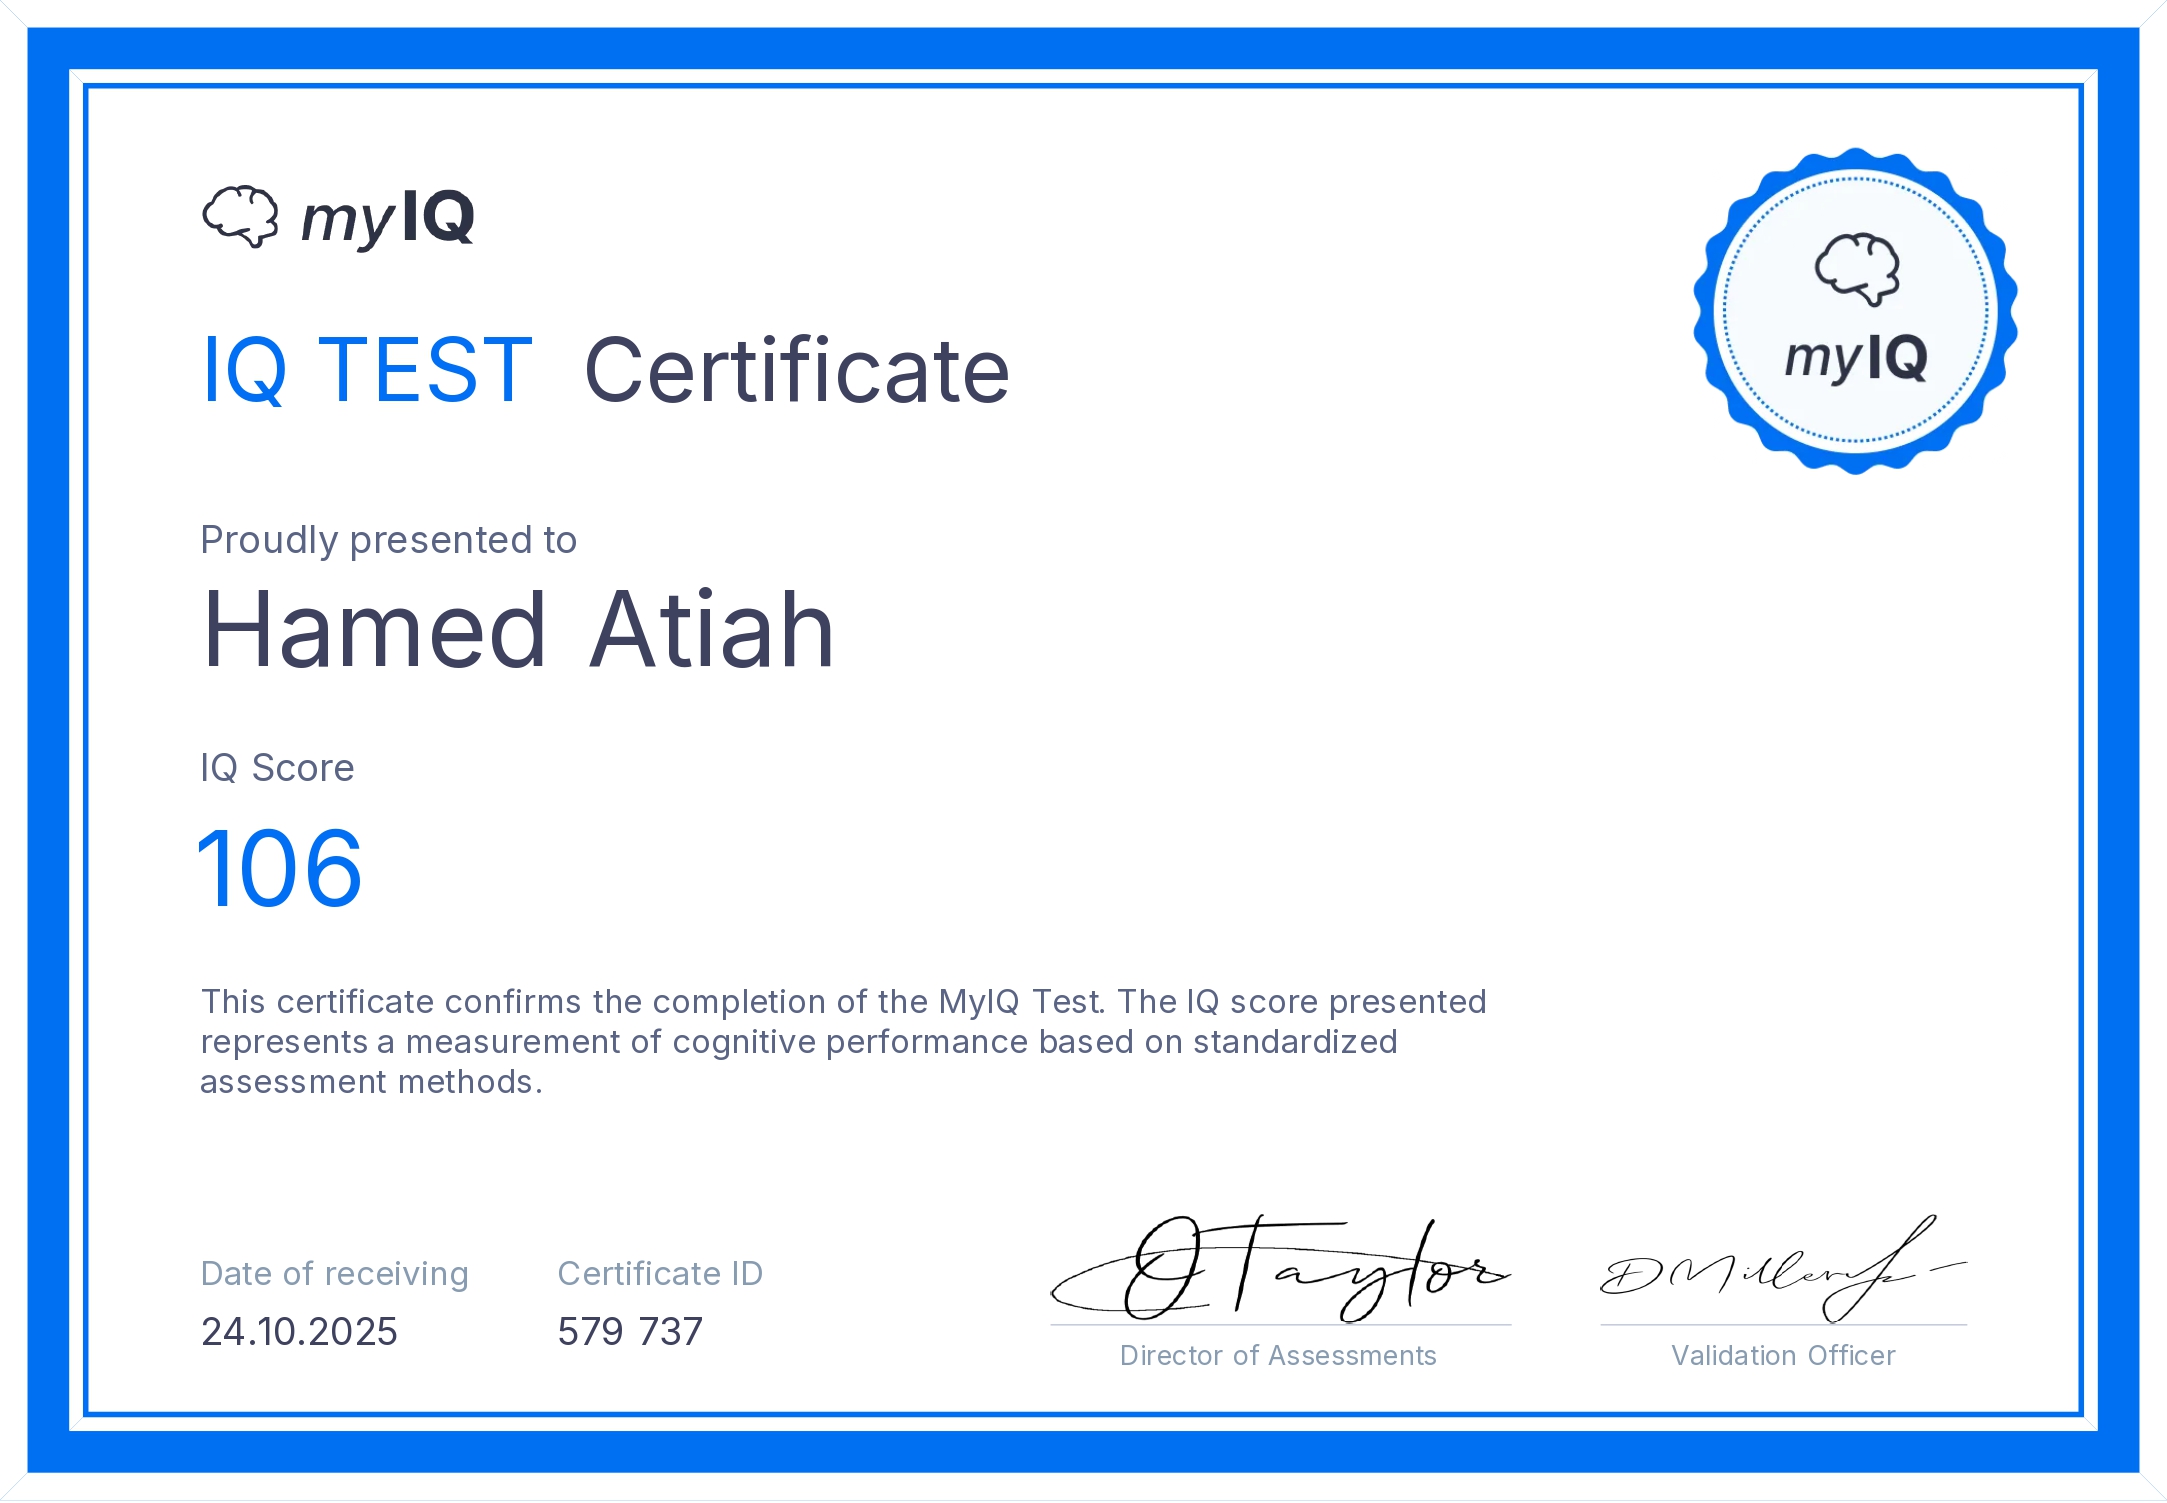 myIQ
myIQ
IQ TEST Certificate
Proudly presented to
Hamed Atiah
IQ Score
106
This certificate confirms the completion of the MyIQ Test. The IQ score presented
represents a measurement of cognitive performance based on standardized
assessment methods.
Date of receiving
24.10.2025
Certificate ID
579 737
JTaylor
Director of Assessments
DMiller
Validation Officer